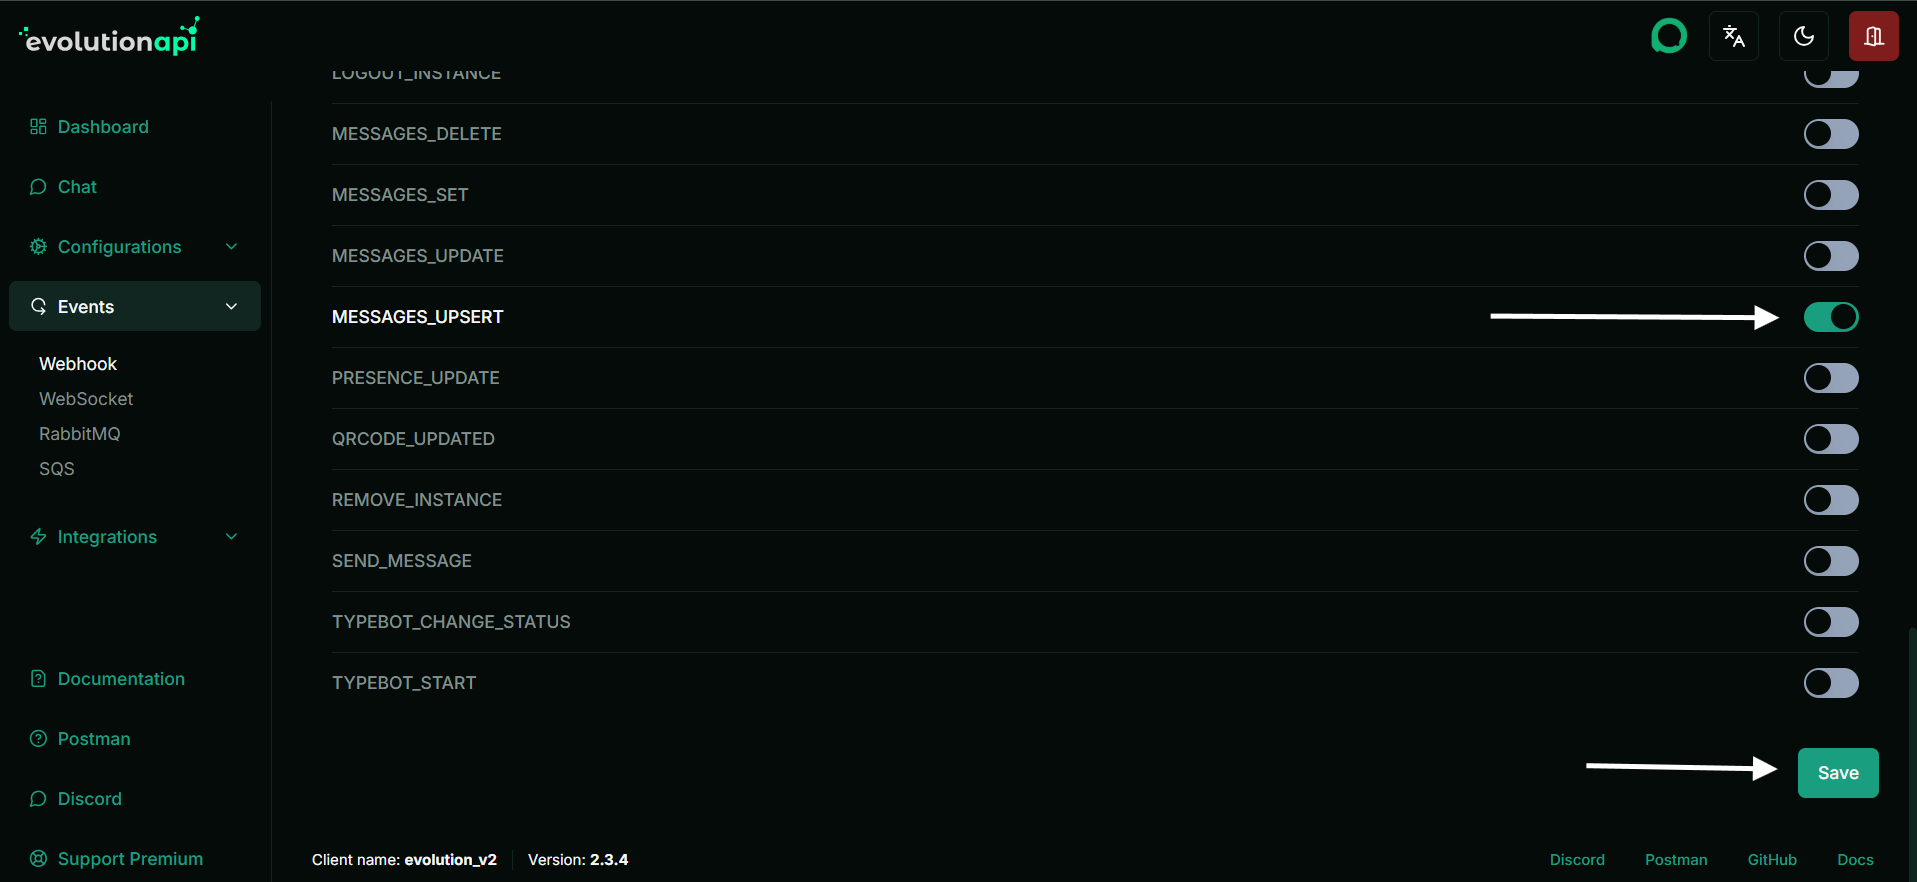 evolutionapi
LOGOUT_INSTANCE
Dashboard
MESSAGES_DELETE
Chat
MESSAGES_SET
Configurations
MESSAGES_UPDATE
Events
MESSAGES_UPSERT
Webhook
PRESENCE_UPDATE
WebSocket
RabbitMQ
QRCODE_UPDATED
SQS
REMOVE_INSTANCE
Integrations
SEND_MESSAGE
TYPEBOT_CHANGE_STATUS
Documentation
TYPEBOT_START
Postman
Save
Discord
Support Premium
Client name: evolution_v2 Version: 2.3.4 Discord Postman GitHub Docs